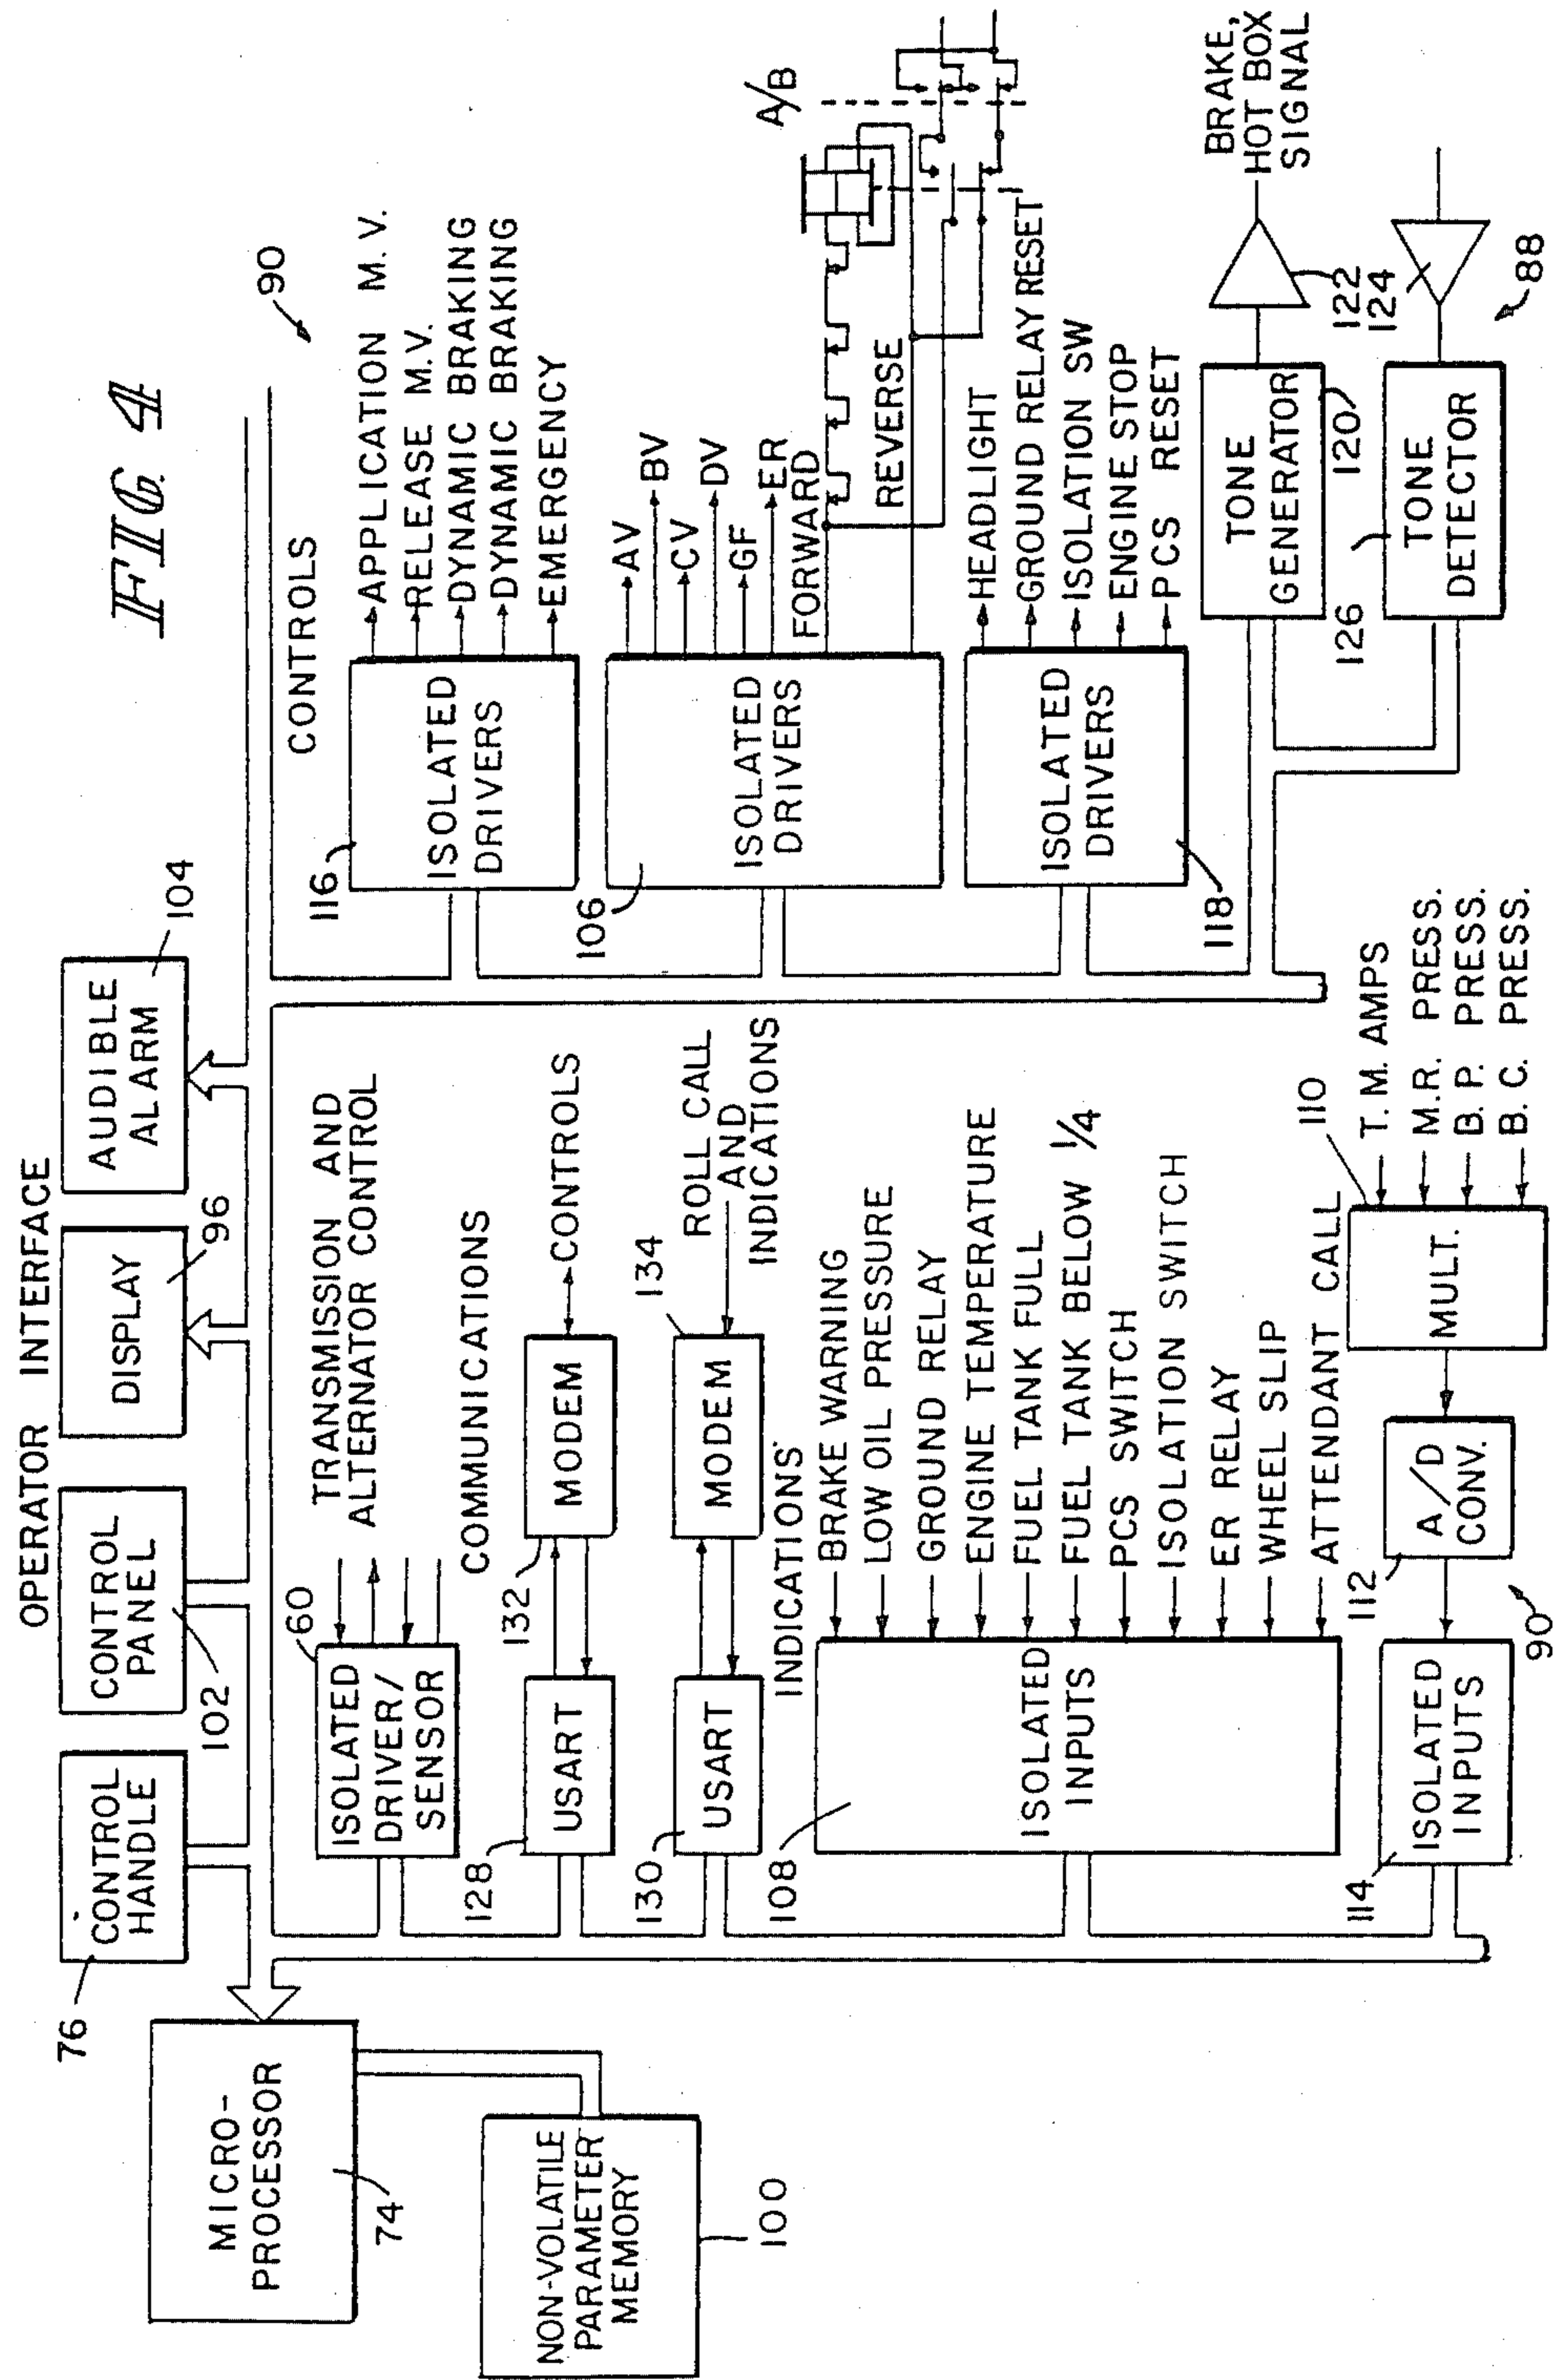 FIG 4
OPERATOR INTERFACE
76
CONTROL
HANDLE
102
CONTROL
PANEL
DISPLAY
96
AUDIBLE
ALARM
104
MICRO-
PROCESSOR
74
NON-VOLATILE
PARAMETER
MEMORY
100
60
ISOLATED
DRIVER/
SENSOR
TRANSMISSION AND
ALTERNATOR CONTROL
COMMUNICATIONS
128
USART
132
MODEM
CONTROLS
130
USART
MODEM
134
ROLL CALL
AND
INDICATIONS
INDICATIONS
108
ISOLATED
INPUTS
BRAKE WARNING
LOW OIL PRESSURE
GROUND RELAY
ENGINE TEMPERATURE
FUEL TANK FULL
FUEL TANK BELOW 1/4
PCS SWITCH
ISOLATION SWITCH
ER RELAY
WHEEL SLIP
ATTENDANT CALL
114
ISOLATED
INPUTS
112
A/D
CONV.
MULT.
110
T.M. AMPS
M.R. PRESS.
B.P. PRESS.
B.C. PRESS.
90
CONTROLS
90
116
ISOLATED
DRIVERS
APPLICATION M.V.
RELEASE M.V.
DYNAMIC BRAKING
DYNAMIC BRAKING
EMERGENCY
106
ISOLATED
DRIVERS
AV
BV
CV
DV
GF
ER
FORWARD
REVERSE
A/B
118
ISOLATED
DRIVERS
HEADLIGHT
GROUND RELAY RESET
ISOLATION SW
ENGINE STOP
PCS RESET
TONE
GENERATOR
120
122
124
BRAKE,
HOT BOX
SIGNAL
126
TONE
DETECTOR
88